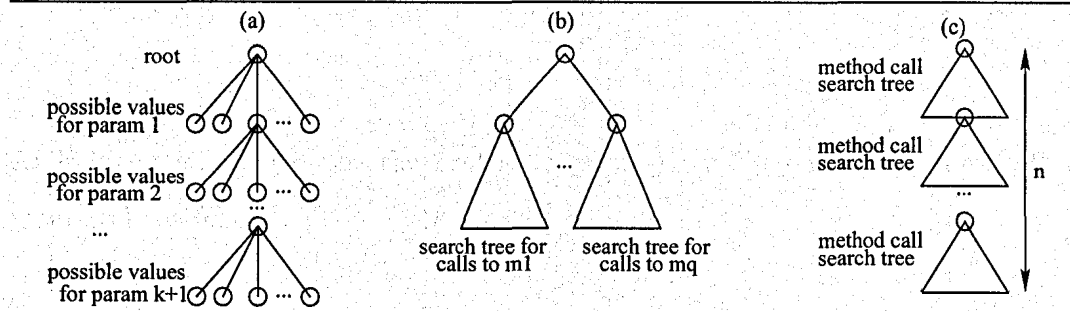 (a)
root
possible values
for param 1
...
possible values
for param 2
...
...
possible values
for param k+1
...
(b)
...
search tree for
calls to m1
search tree for
calls to mq
(c)
method call
search tree
method call
search tree
...
method call
search tree
n